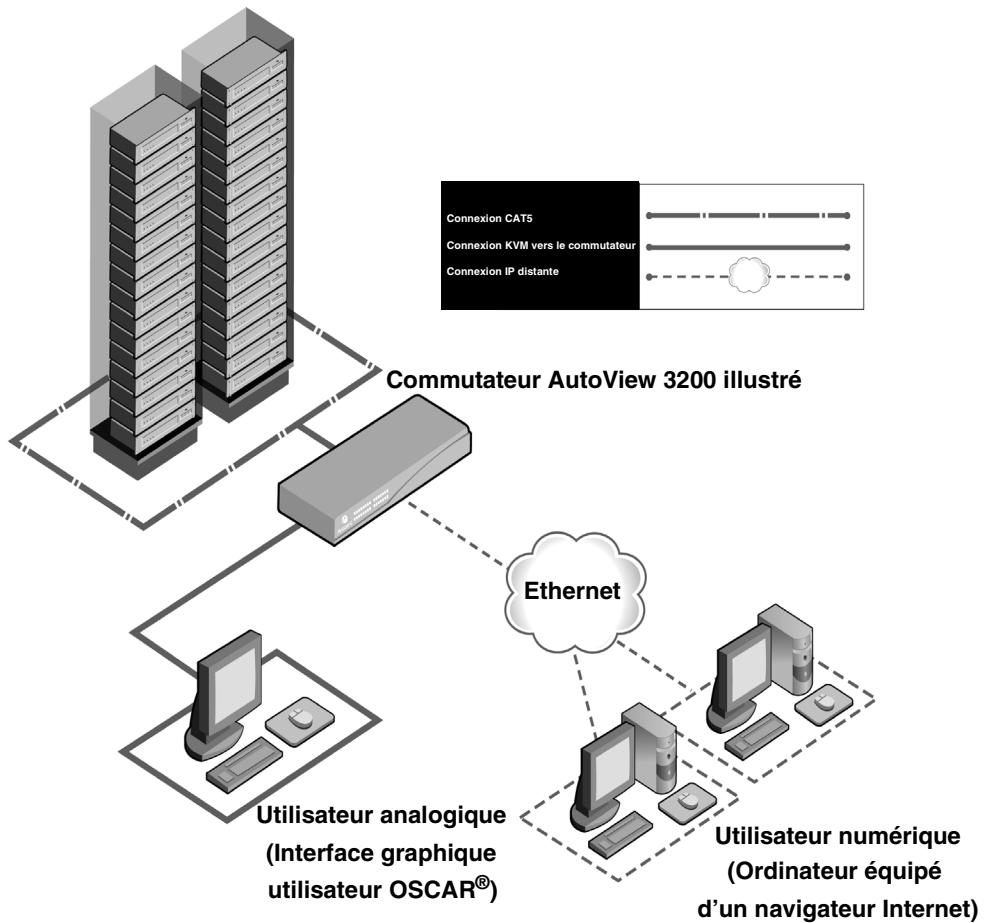 Connexion CAT5
Connexion KVM vers le commutateur
Connexion IP distante
Commutateur AutoView 3200 illustré
Ethernet
Utilisateur analogique
(Interface graphique
utilisateur OSCAR®)
Utilisateur numérique
(Ordinateur équipé
d'un navigateur Internet)